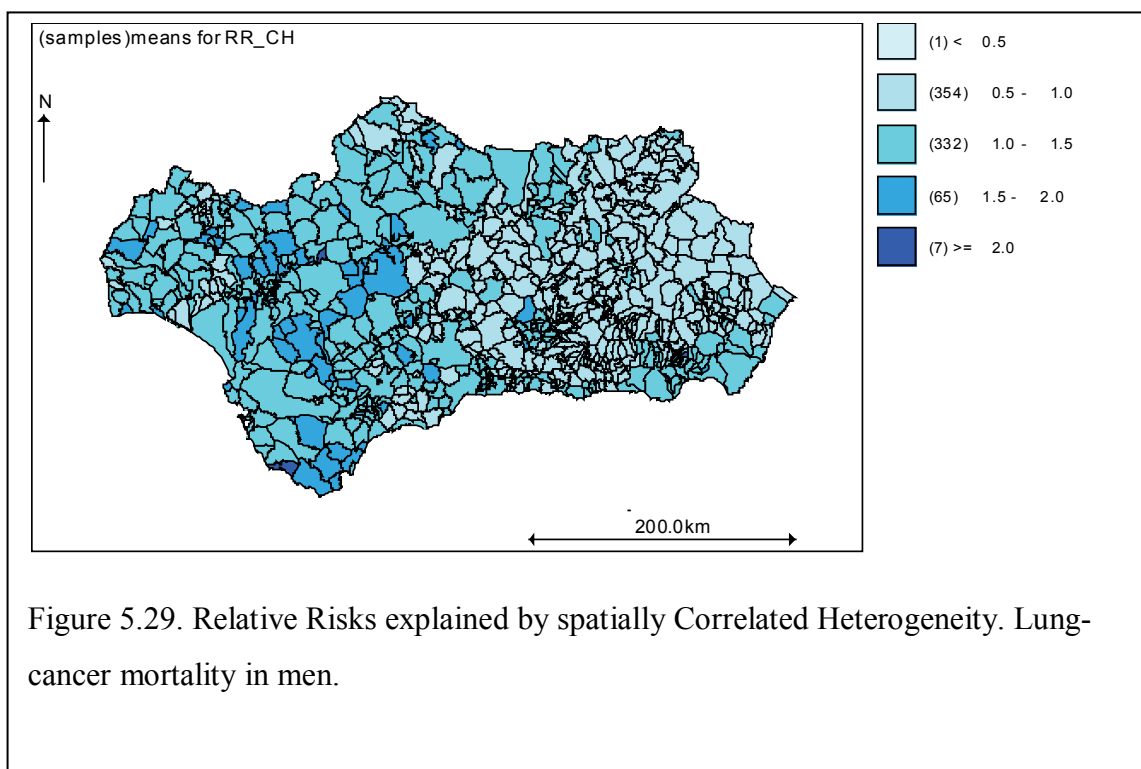 (samples)means for RR_CH
N
(1) < 0.5
(354) 0.5 - 1.0
(332) 1.0 - 1.5
(65) 1.5 - 2.0
(7) >= 2.0
200.0km
Figure 5.29. Relative Risks explained by spatially Correlated Heterogeneity. Lung-
cancer mortality in men.